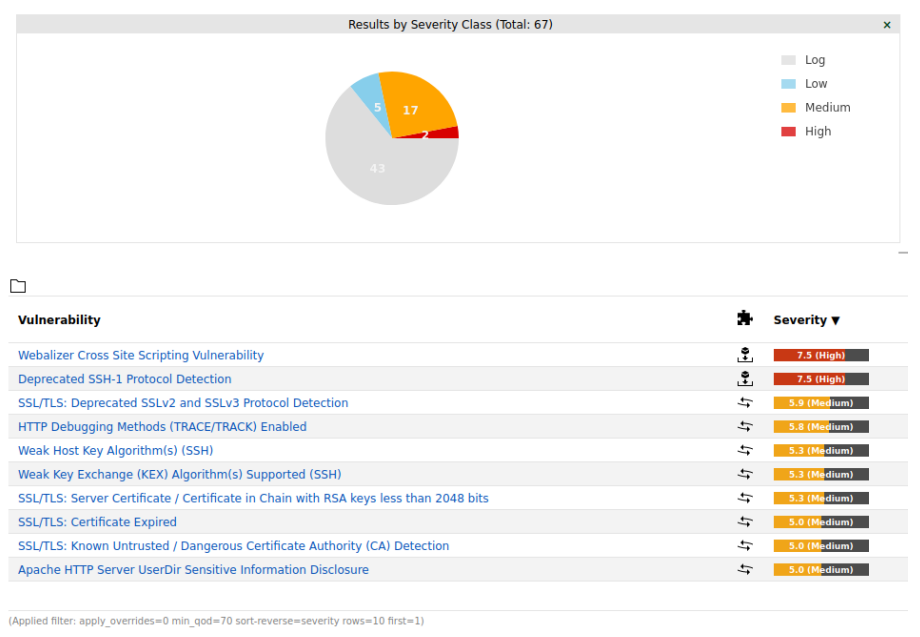 Results by Severity Class (Total: 67)
×
Log
Low
Medium
High
5
17
2
43
Vulnerability Severity ▼
Webalizer Cross Site Scripting Vulnerability 7.5 (High)
Deprecated SSH-1 Protocol Detection 7.5 (High)
SSL/TLS: Deprecated SSLv2 and SSLv3 Protocol Detection 5.9 (Medium)
HTTP Debugging Methods (TRACE/TRACK) Enabled 5.8 (Medium)
Weak Host Key Algorithm(s) (SSH) 5.3 (Medium)
Weak Key Exchange (KEX) Algorithm(s) Supported (SSH) 5.3 (Medium)
SSL/TLS: Server Certificate / Certificate in Chain with RSA keys less than 2048 bits 5.3 (Medium)
SSL/TLS: Certificate Expired 5.0 (Medium)
SSL/TLS: Known Untrusted / Dangerous Certificate Authority (CA) Detection 5.0 (Medium)
Apache HTTP Server UserDir Sensitive Information Disclosure 5.0 (Medium)
(Applied filter: apply_overrides=0 min_qod=70 sort-reverse=severity rows=10 first=1)